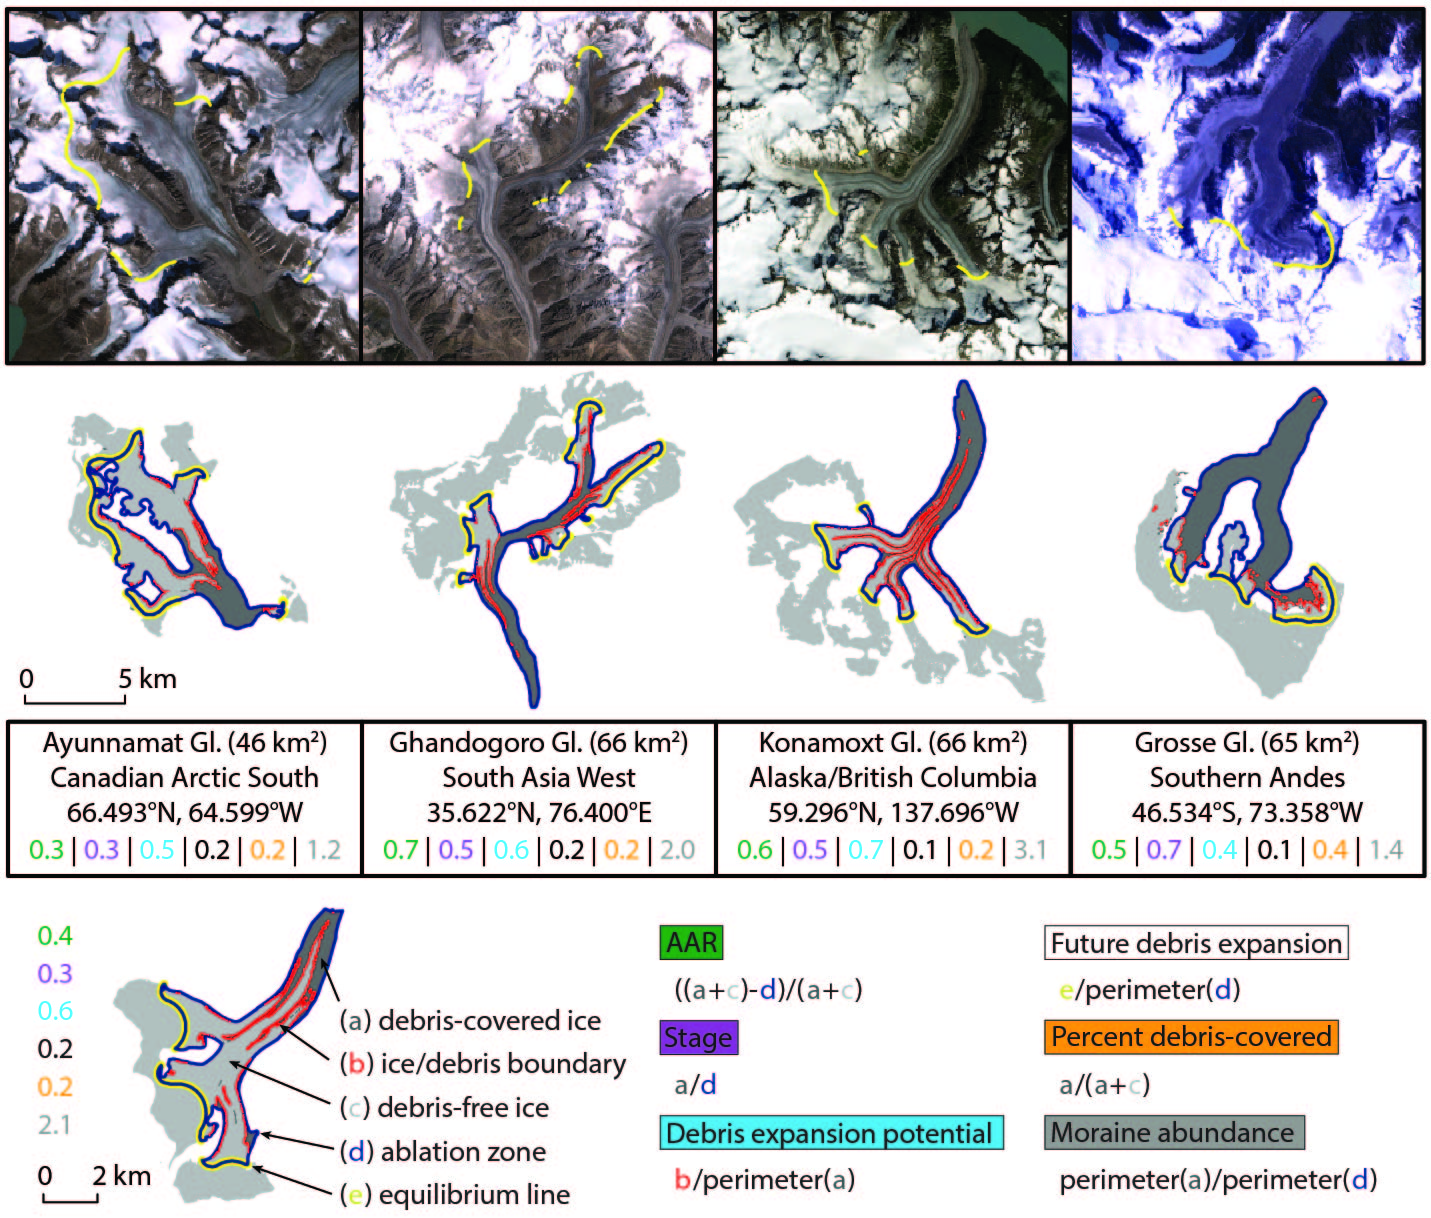 0 5 km
Ayunnamat Gl. (46 km²)
Canadian Arctic South
66.493°N, 64.599°W
0.3 | 0.3 | 0.5 | 0.2 | 0.2 | 1.2
Ghandogoro Gl. (66 km²)
South Asia West
35.622°N, 76.400°E
0.7 | 0.5 | 0.6 | 0.2 | 0.2 | 2.0
Konamoxt Gl. (66 km²)
Alaska/British Columbia
59.296°N, 137.696°W
0.6 | 0.5 | 0.7 | 0.1 | 0.2 | 3.1
Grosse Gl. (65 km²)
Southern Andes
46.534°S, 73.358°W
0.5 | 0.7 | 0.4 | 0.1 | 0.4 | 1.4
0.4
0.3
0.6
0.2
0.2
2.1
0 2 km
(a) debris-covered ice
(b) ice/debris boundary
(c) debris-free ice
(d) ablation zone
(e) equilibrium line
AAR
((a+c)-d)/(a+c)
Stage
a/d
Debris expansion potential
b/perimeter(a)
Future debris expansion
e/perimeter(d)
Percent debris-covered
a/(a+c)
Moraine abundance
perimeter(a)/perimeter(d)